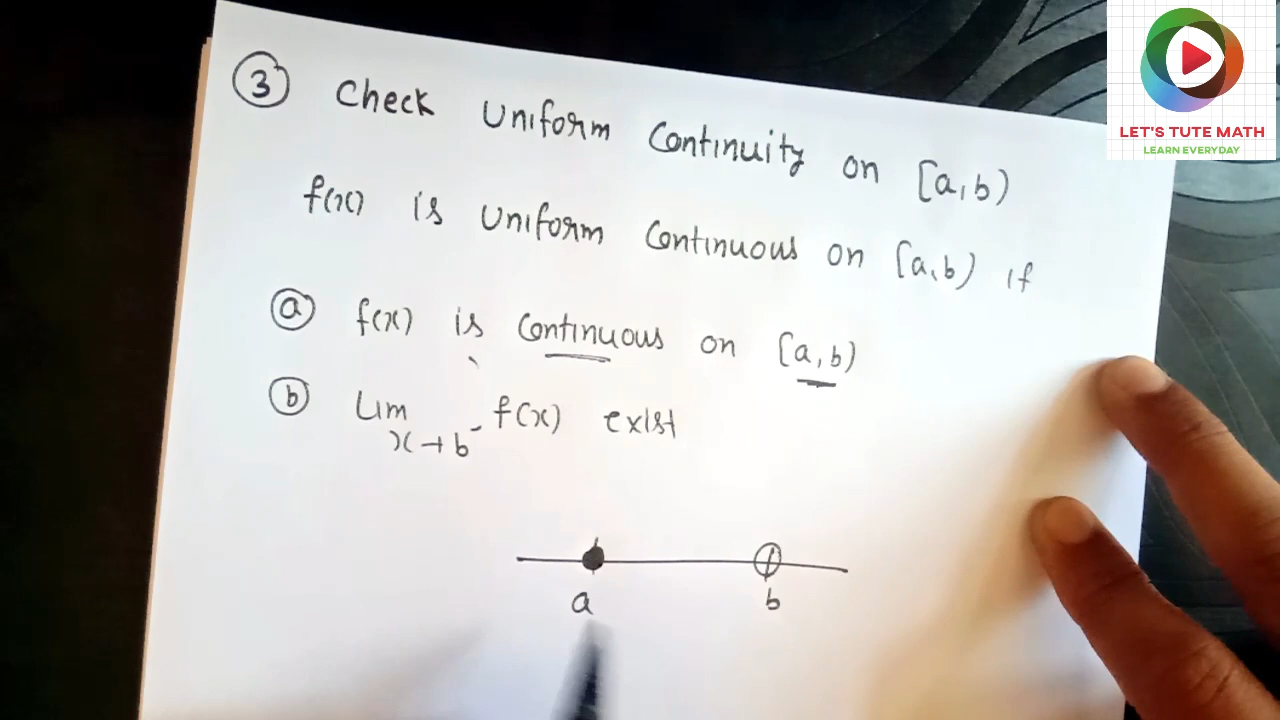 ③ Check Uniform Continuity on [a,b)
f(x) is Uniform Continuous on [a,b) if
ⓐ f(x) is Continuous on [a,b)
ⓑ Lim f(x) exist
x→b⁻
a b
LET'S TUTE MATH
LEARN EVERYDAY